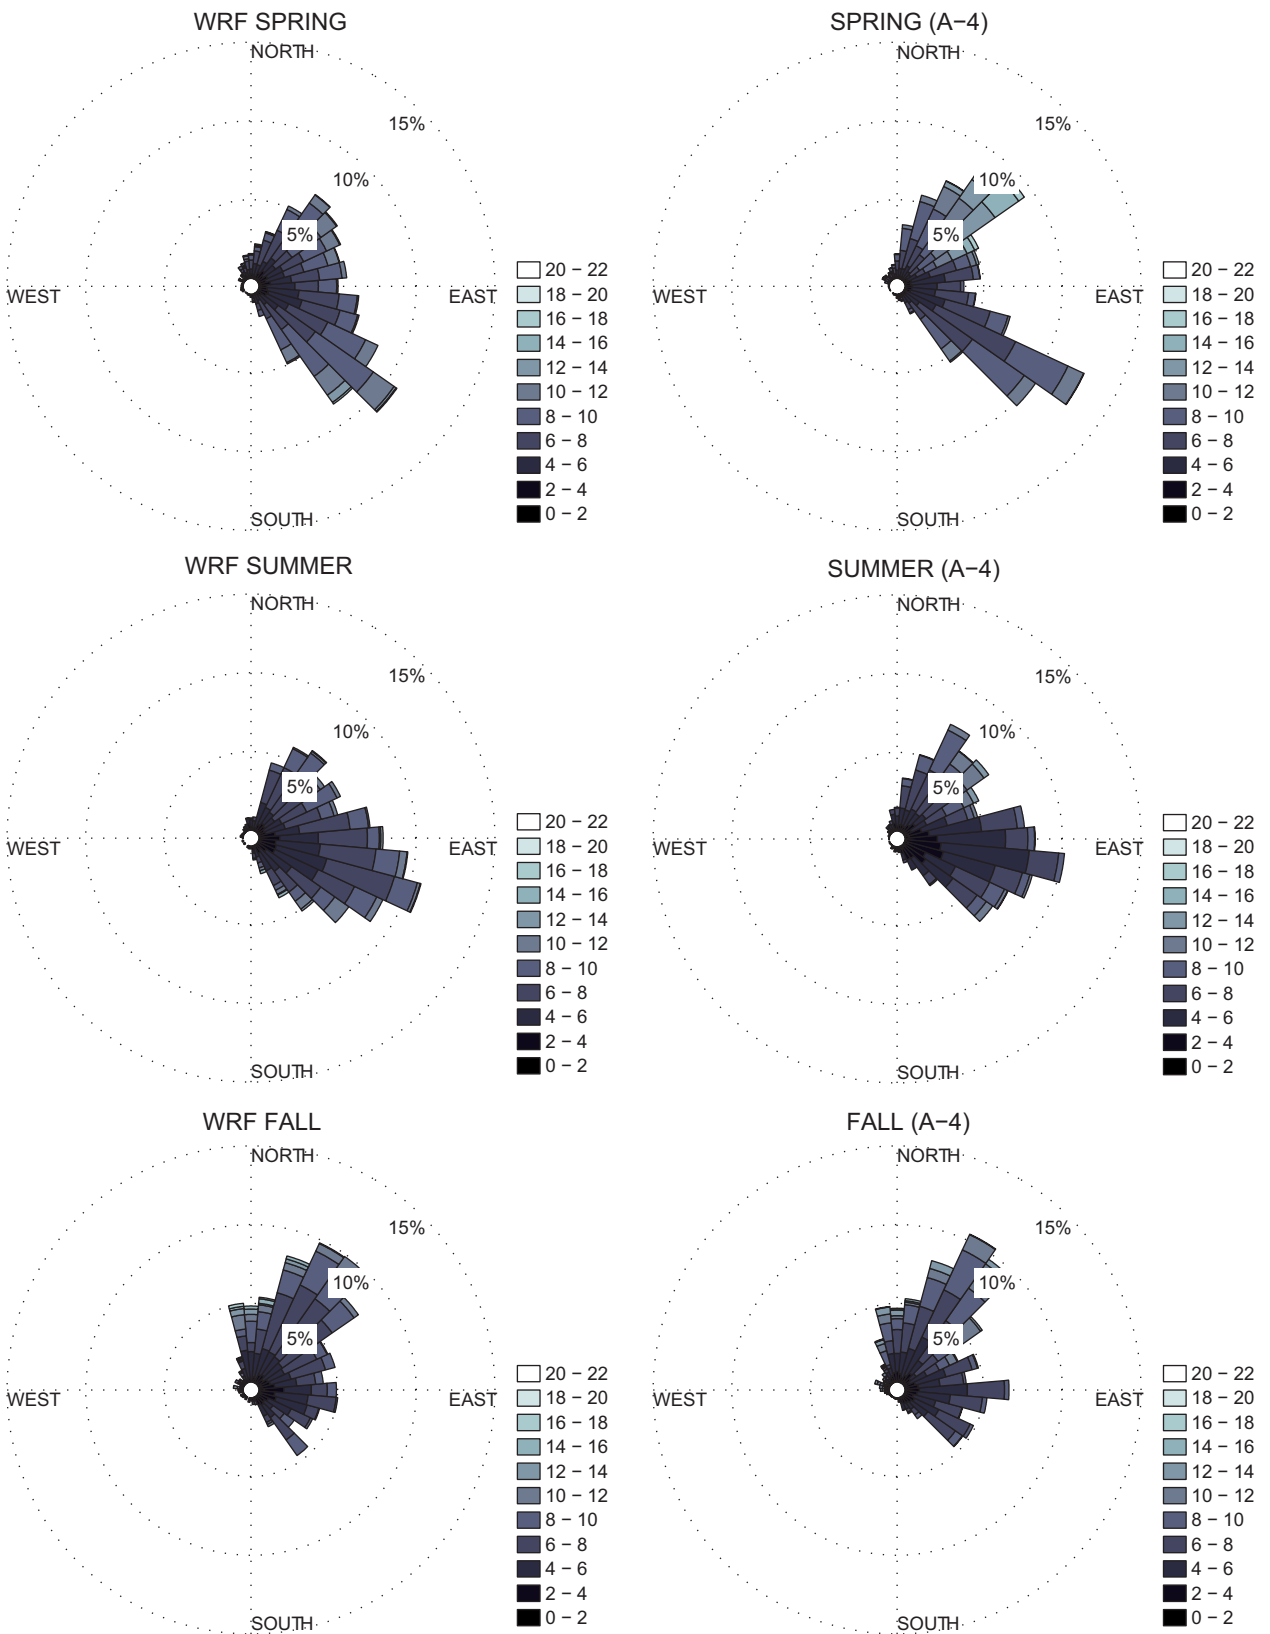 WRF SPRING
NORTH
15%
10%
5%
WEST
EAST
SOUTH
20 − 22
18 − 20
16 − 18
14 − 16
12 − 14
10 − 12
8 − 10
6 − 8
4 − 6
2 − 4
0 − 2
SPRING (A−4)
NORTH
15%
10%
5%
WEST
EAST
SOUTH
20 − 22
18 − 20
16 − 18
14 − 16
12 − 14
10 − 12
8 − 10
6 − 8
4 − 6
2 − 4
0 − 2
WRF SUMMER
NORTH
15%
10%
5%
WEST
EAST
SOUTH
20 − 22
18 − 20
16 − 18
14 − 16
12 − 14
10 − 12
8 − 10
6 − 8
4 − 6
2 − 4
0 − 2
SUMMER (A−4)
NORTH
15%
10%
5%
WEST
EAST
SOUTH
20 − 22
18 − 20
16 − 18
14 − 16
12 − 14
10 − 12
8 − 10
6 − 8
4 − 6
2 − 4
0 − 2
WRF FALL
NORTH
15%
10%
5%
WEST
EAST
SOUTH
20 − 22
18 − 20
16 − 18
14 − 16
12 − 14
10 − 12
8 − 10
6 − 8
4 − 6
2 − 4
0 − 2
FALL (A−4)
NORTH
15%
10%
5%
WEST
EAST
SOUTH
20 − 22
18 − 20
16 − 18
14 − 16
12 − 14
10 − 12
8 − 10
6 − 8
4 − 6
2 − 4
0 − 2